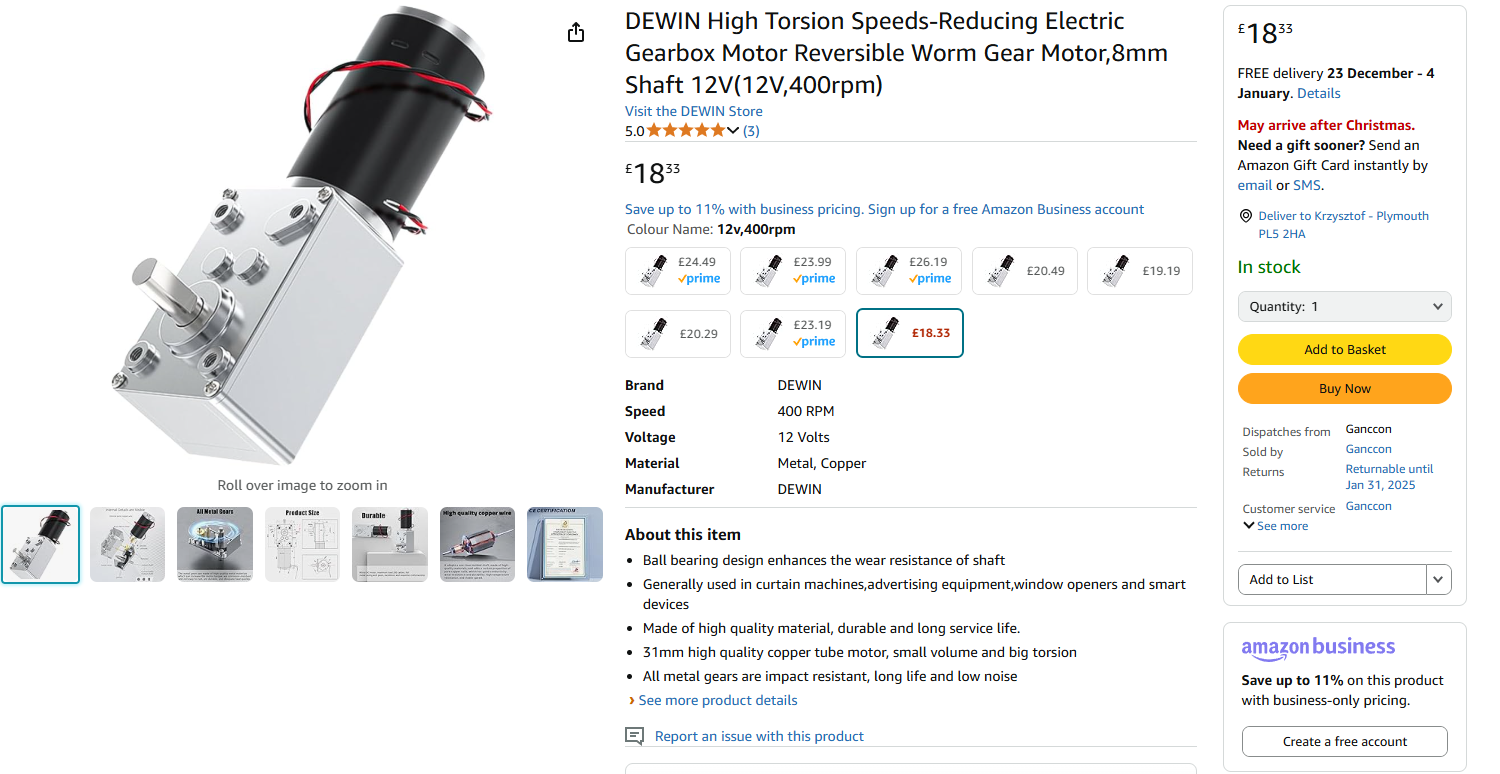 DEWIN High Torsion Speeds-Reducing Electric
Gearbox Motor Reversible Worm Gear Motor,8mm
Shaft 12V(12V,400rpm)
Visit the DEWIN Store
5.0 (3)
£18³³
Save up to 11% with business pricing. Sign up for a free Amazon Business account
Colour Name: 12v,400rpm
£24.49
prime
£23.99
prime
£26.19
prime
£20.49
£19.19
£20.29
£23.19
prime
£18.33
Brand DEWIN
Speed 400 RPM
Voltage 12 Volts
Material Metal, Copper
Manufacturer DEWIN
About this item
• Ball bearing design enhances the wear resistance of shaft
• Generally used in curtain machines,advertising equipment,window openers and smart
devices
• Made of high quality material, durable and long service life.
• 31mm high quality copper tube motor, small volume and big torsion
• All metal gears are impact resistant, long life and low noise
› See more product details
Report an issue with this product
Roll over image to zoom in
All Metal Gears
Product Size
Durable
High quality copper wire
CE CERTIFICATION
£18³³
FREE delivery 23 December - 4
January. Details
May arrive after Christmas.
Need a gift sooner? Send an
Amazon Gift Card instantly by
email or SMS.
Deliver to Krzysztof - Plymouth
PL5 2HA
In stock
Quantity: 1
Add to Basket
Buy Now
Dispatches from Ganccon
Sold by Ganccon
Returns Returnable until
Jan 31, 2025
Customer service Ganccon
See more
Add to List
amazon business
Save up to 11% on this product
with business-only pricing.
Create a free account